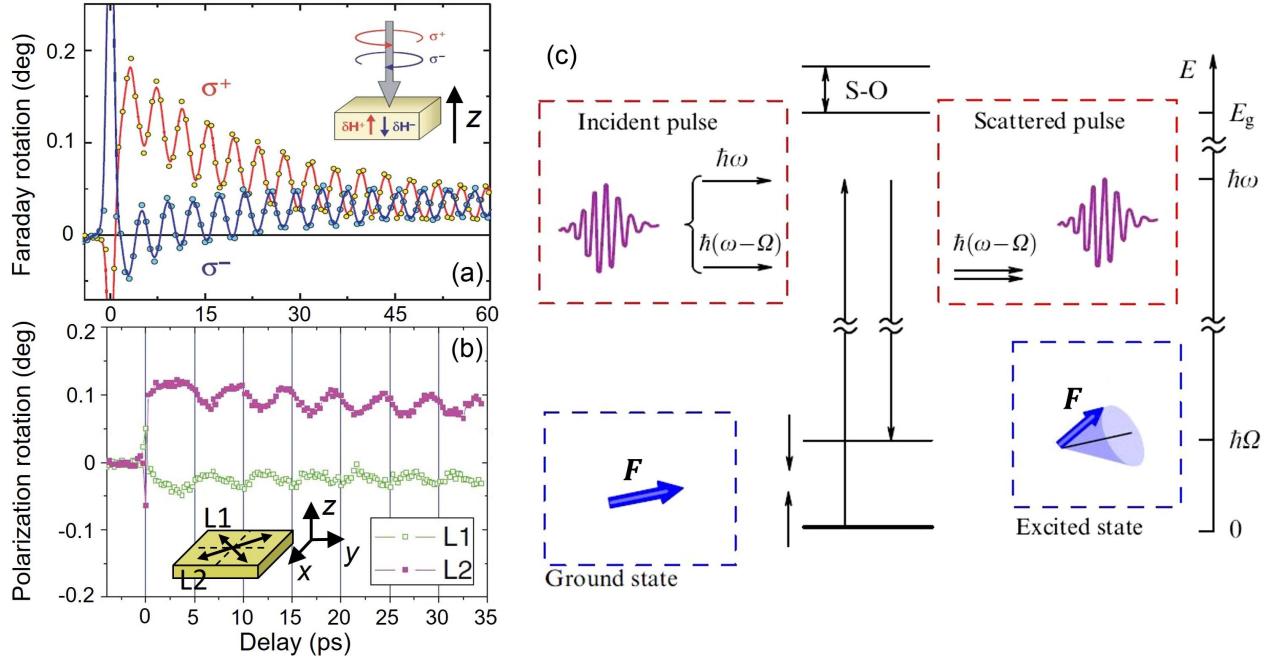 Faraday rotation (deg)
0.2
0.1
0
σ⁺
σ⁻
σ⁺
σ⁻
δH⁺
δH⁻
z
(a)
0 15 30 45 60
Polarization rotation (deg)
0.2
0.1
0
-0.1
-0.2
(b)
L1
L2
z
y
x
L1
L2
0 5 10 15 20 25 30 35
Delay (ps)
(c)
S-O
E
E_g
Incident pulse
Scattered pulse
ħω
ħω
ħ(ω−Ω)
ħ(ω−Ω)
F
F
ħΩ
0
Ground state
Excited state